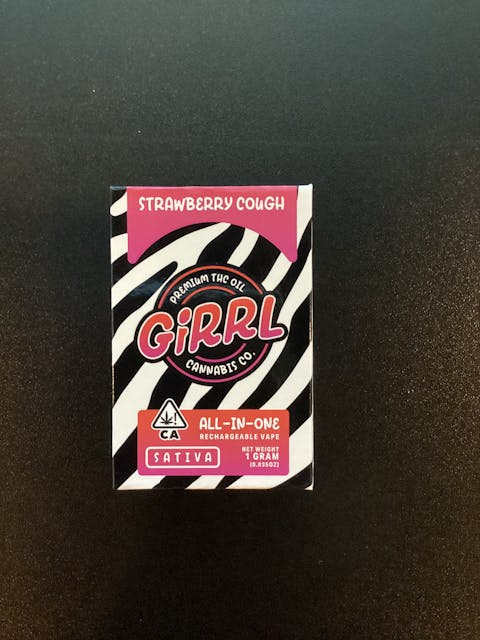 STRAWBERRY COUGH
PREMIUM THC OIL
GiRRL
CANNABIS CO.
!
CA
ALL-IN-ONE
RECHARGEABLE VAPE
SATIVA
NET WEIGHT
1 GRAM
(0.035OZ)